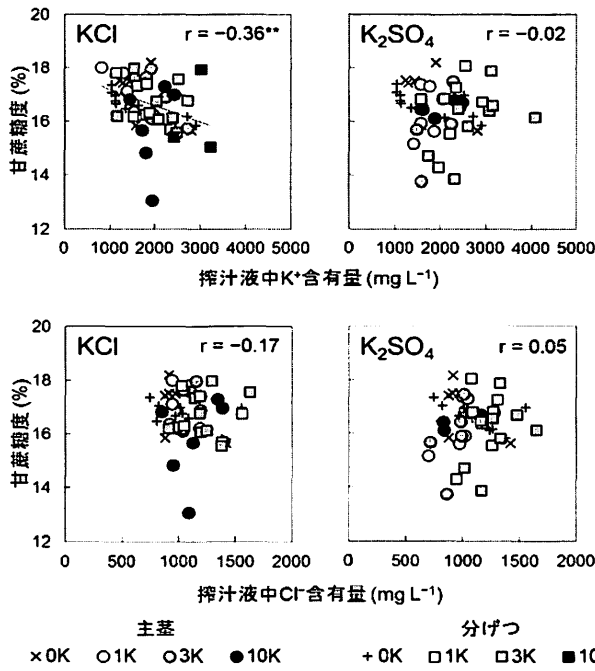 KCl r = −0.36** K₂SO₄ r = −0.02
甘蔗糖度 (%)
20
18
16
14
12
0 1000 2000 3000 4000 5000 0 1000 2000 3000 4000 5000
搾汁液中K⁺含有量 (mg L⁻¹)
KCl r = −0.17 K₂SO₄ r = 0.05
甘蔗糖度 (%)
20
18
16
14
12
0 500 1000 1500 2000 0 500 1000 1500 2000
搾汁液中Cl⁻含有量 (mg L⁻¹)
主茎 分げつ
×0K ○1K ○3K ●10K +0K □1K □3K ■10